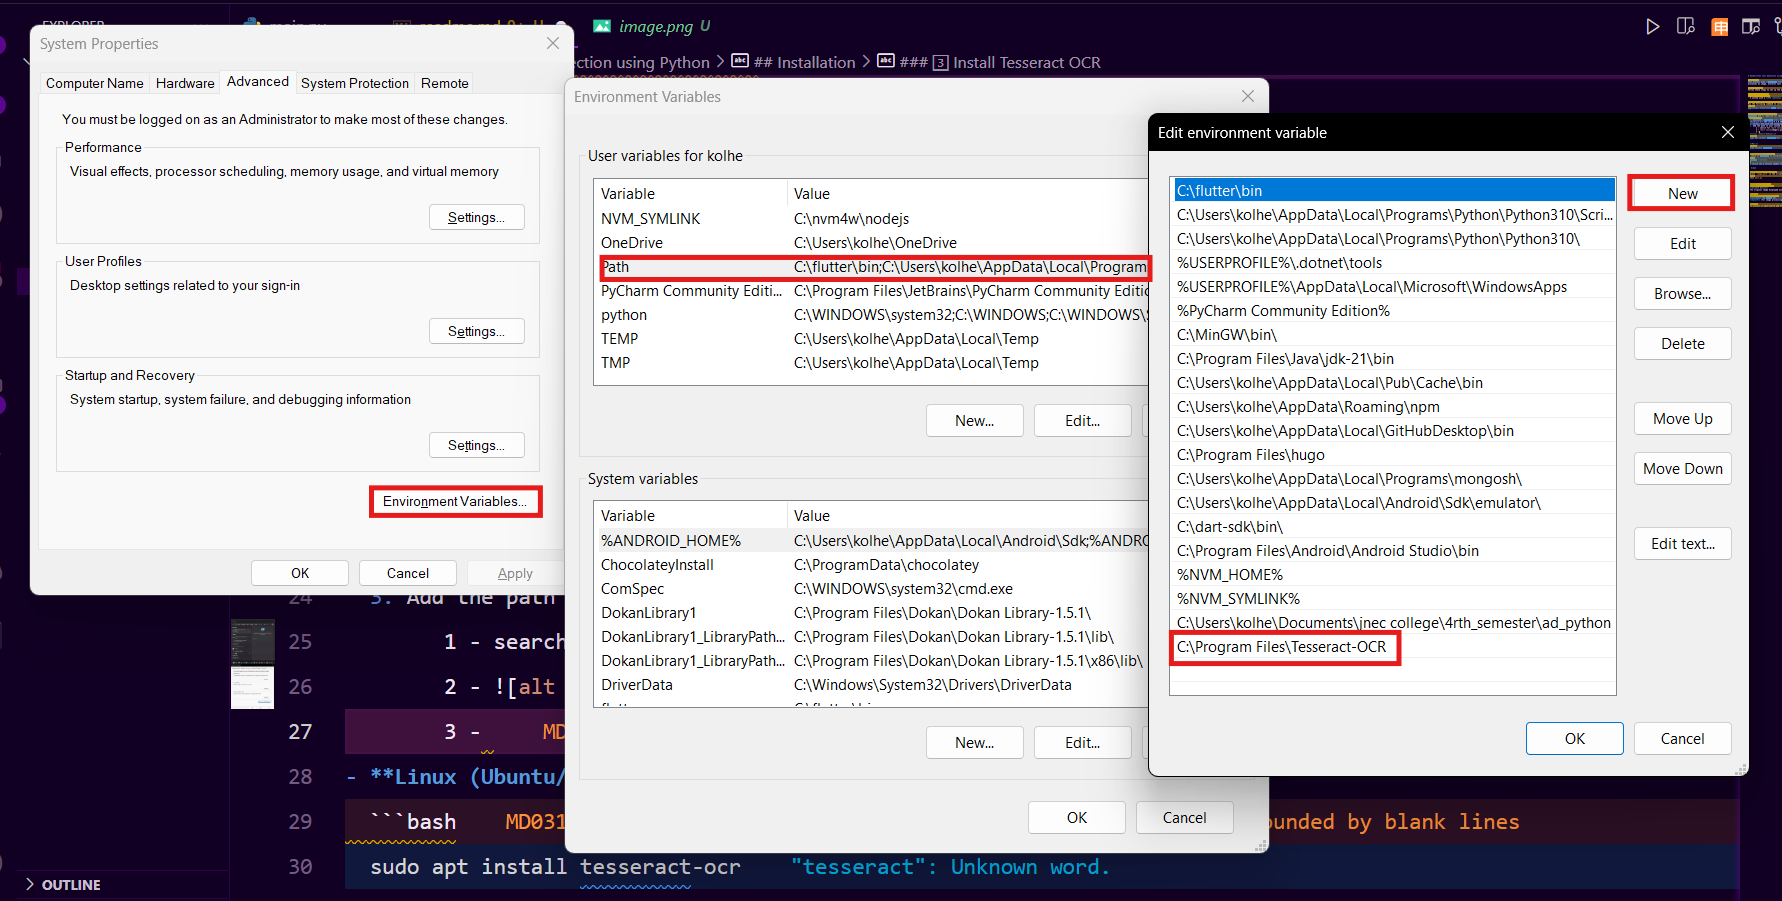 EXPLORER
image.png U
ction using Python > ## Installation > ### 3 Install Tesseract OCR
System Properties
Computer Name
Hardware
Advanced
System Protection
Remote
You must be logged on as an Administrator to make most of these changes.
Performance
Visual effects, processor scheduling, memory usage, and virtual memory
Settings...
User Profiles
Desktop settings related to your sign-in
Settings...
Startup and Recovery
System startup, system failure, and debugging information
Settings...
Environment Variables...
OK
Cancel
Apply
Environment Variables
User variables for kolhe
Variable Value
NVM_SYMLINK C:\nvm4w\nodejs
OneDrive C:\Users\kolhe\OneDrive
Path C:\flutter\bin;C:\Users\kolhe\AppData\Local\Program
PyCharm Community Editi... C:\Program Files\JetBrains\PyCharm Community Editic
python C:\WINDOWS\system32;C:\WINDOWS;C:\WINDOWS\
TEMP C:\Users\kolhe\AppData\Local\Temp
TMP C:\Users\kolhe\AppData\Local\Temp
New...
Edit...
System variables
Variable Value
%ANDROID_HOME% C:\Users\kolhe\AppData\Local\Android\Sdk;%ANDRO
ChocolateyInstall C:\ProgramData\chocolatey
ComSpec C:\WINDOWS\system32\cmd.exe
DokanLibrary1 C:\Program Files\Dokan\Dokan Library-1.5.1\
DokanLibrary1_LibraryPath... C:\Program Files\Dokan\Dokan Library-1.5.1\lib\
DokanLibrary1_LibraryPath... C:\Program Files\Dokan\Dokan Library-1.5.1\x86\lib\
DriverData C:\Windows\System32\Drivers\DriverData
New...
Edit...
OK
Cancel
Edit environment variable
C:\flutter\bin
C:\Users\kolhe\AppData\Local\Programs\Python\Python310\Scri...
C:\Users\kolhe\AppData\Local\Programs\Python\Python310\
%USERPROFILE%\.dotnet\tools
%USERPROFILE%\AppData\Local\Microsoft\WindowsApps
%PyCharm Community Edition%
C:\MinGW\bin\
C:\Program Files\Java\jdk-21\bin
C:\Users\kolhe\AppData\Local\Pub\Cache\bin
C:\Users\kolhe\AppData\Roaming\npm
C:\Users\kolhe\AppData\Local\GitHubDesktop\bin
C:\Program Files\hugo
C:\Users\kolhe\AppData\Local\Programs\mongosh\
C:\Users\kolhe\AppData\Local\Android\Sdk\emulator\
C:\dart-sdk\bin\
C:\Program Files\Android\Android Studio\bin
%NVM_HOME%
%NVM_SYMLINK%
C:\Users\kolhe\Documents\jnec college\4rth_semester\ad_python
C:\Program Files\Tesseract-OCR
New
Edit
Browse...
Delete
Move Up
Move Down
Edit text...
OK
Cancel
24 3. Add the path
25 1 - search
26 2 - ![alt
27 3 - MD
28 - **Linux (Ubuntu/
29 ```bash MD031 ounded by blank lines
30 sudo apt install tesseract-ocr "tesseract": Unknown word.
> OUTLINE